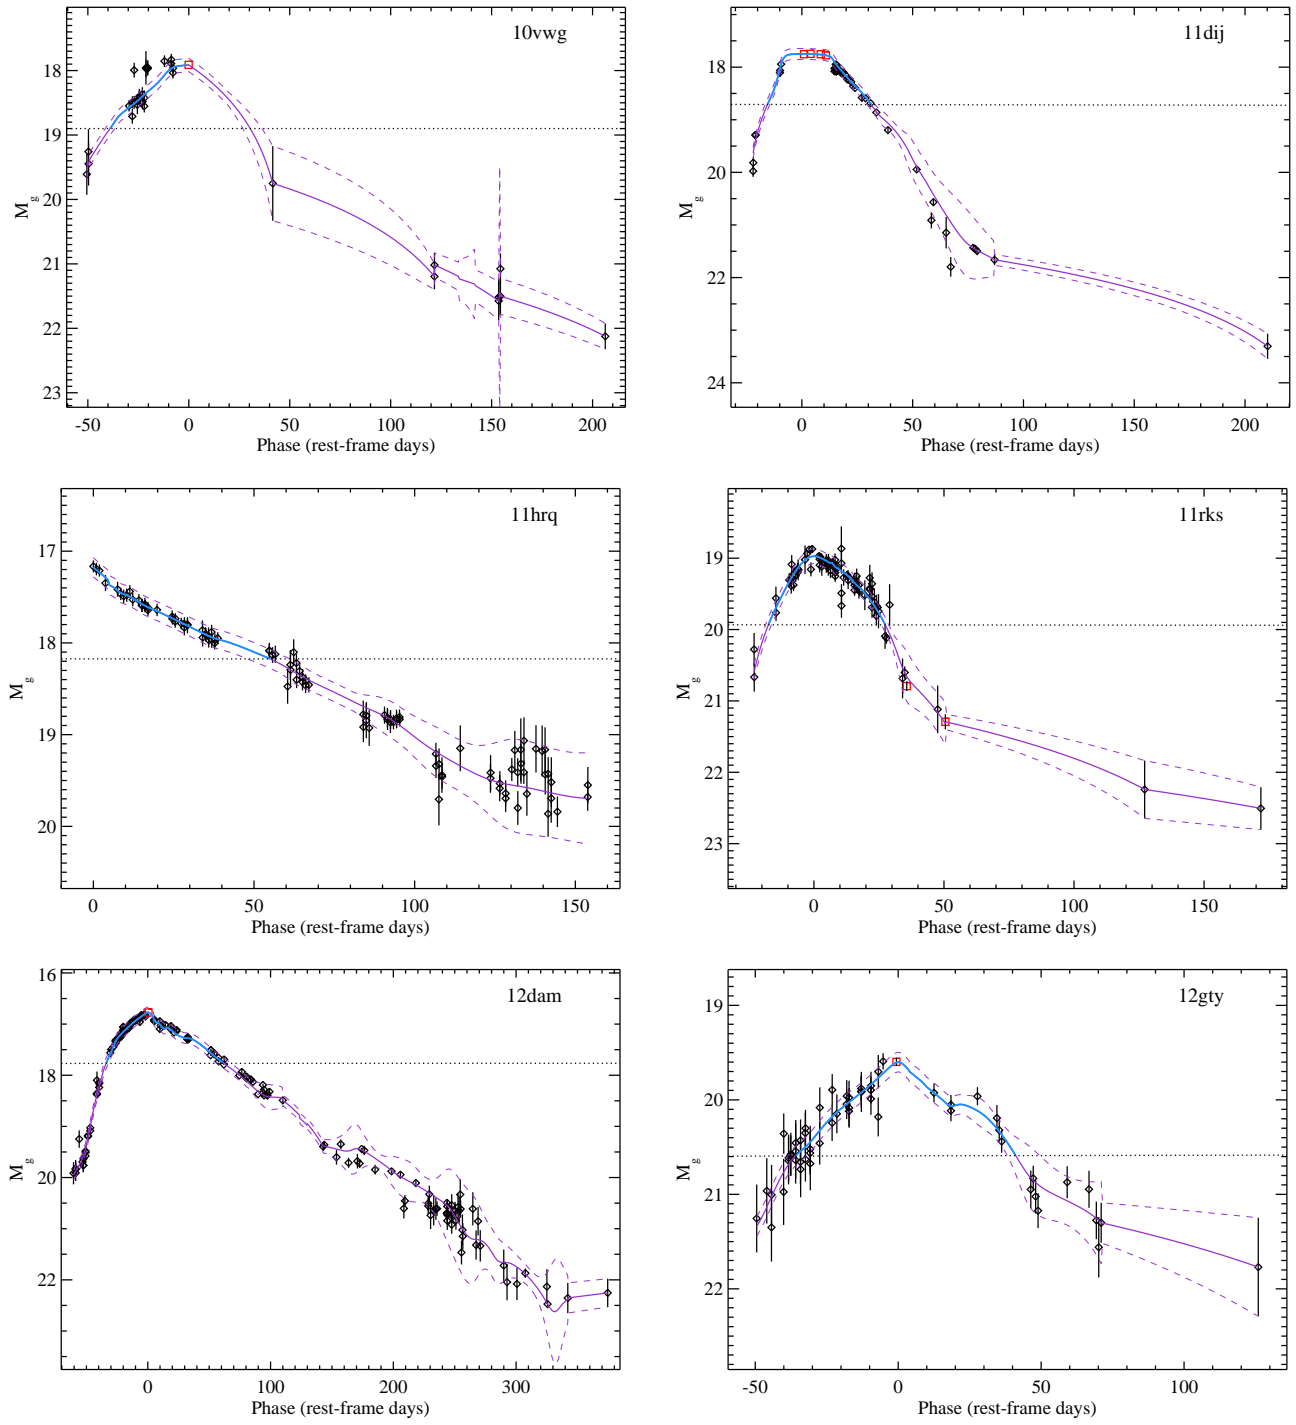 10vwg
18
19
20
21
22
23
M_g
-50 0 50 100 150 200
Phase (rest-frame days)
11dij
18
20
22
24
M_g
0 50 100 150 200
Phase (rest-frame days)
11hrq
17
18
19
20
M_g
0 50 100 150
Phase (rest-frame days)
11rks
19
20
21
22
23
M_g
0 50 100 150
Phase (rest-frame days)
16
12dam
18
20
22
M_g
0 100 200 300
Phase (rest-frame days)
12gty
19
20
21
22
M_g
-50 0 50 100
Phase (rest-frame days)